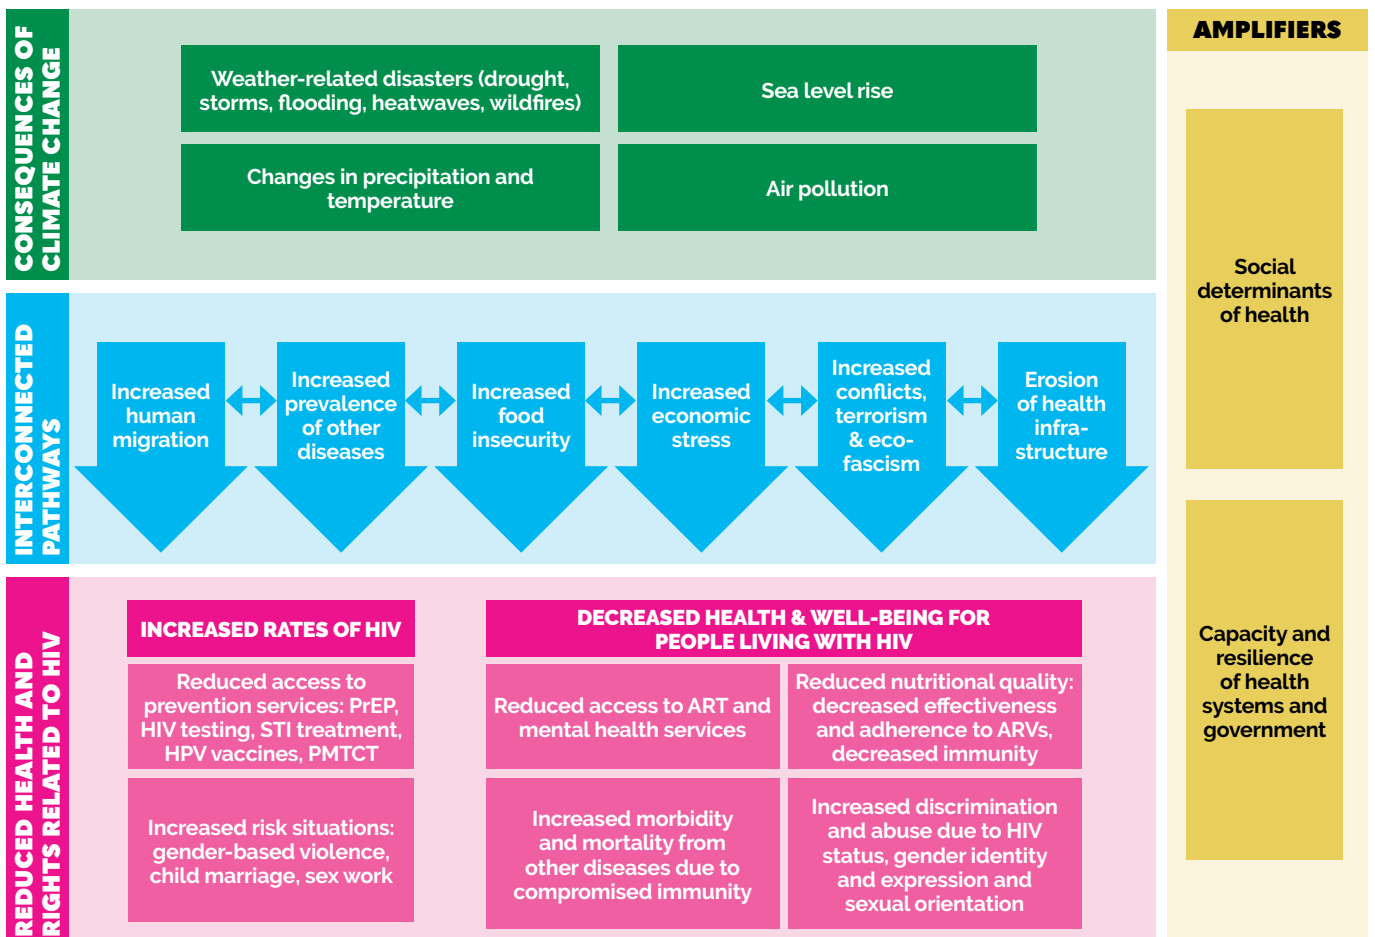 CONSEQUENCES OF
CLIMATE CHANGE
Weather-related disasters (drought,
storms, flooding, heatwaves, wildfires)
Sea level rise
Changes in precipitation and
temperature
Air pollution
INTERCONNECTED
PATHWAYS
Increased
human
migration
Increased
prevalence
of other
diseases
Increased
food
insecurity
Increased
economic
stress
Increased
conflicts,
terrorism
& eco-
fascism
Erosion
of health
infra-
structure
REDUCED HEALTH AND
RIGHTS RELATED TO HIV
INCREASED RATES OF HIV
Reduced access to
prevention services: PrEP,
HIV testing, STI treatment,
HPV vaccines, PMTCT
Increased risk situations:
gender-based violence,
child marriage, sex work
DECREASED HEALTH & WELL-BEING FOR
PEOPLE LIVING WITH HIV
Reduced access to ART and
mental health services
Reduced nutritional quality:
decreased effectiveness
and adherence to ARVs,
decreased immunity
Increased morbidity
and mortality from
other diseases due to
compromised immunity
Increased discrimination
and abuse due to HIV
status, gender identity
and expression and
sexual orientation
AMPLIFIERS
Social
determinants
of health
Capacity and
resilience
of health
systems and
government